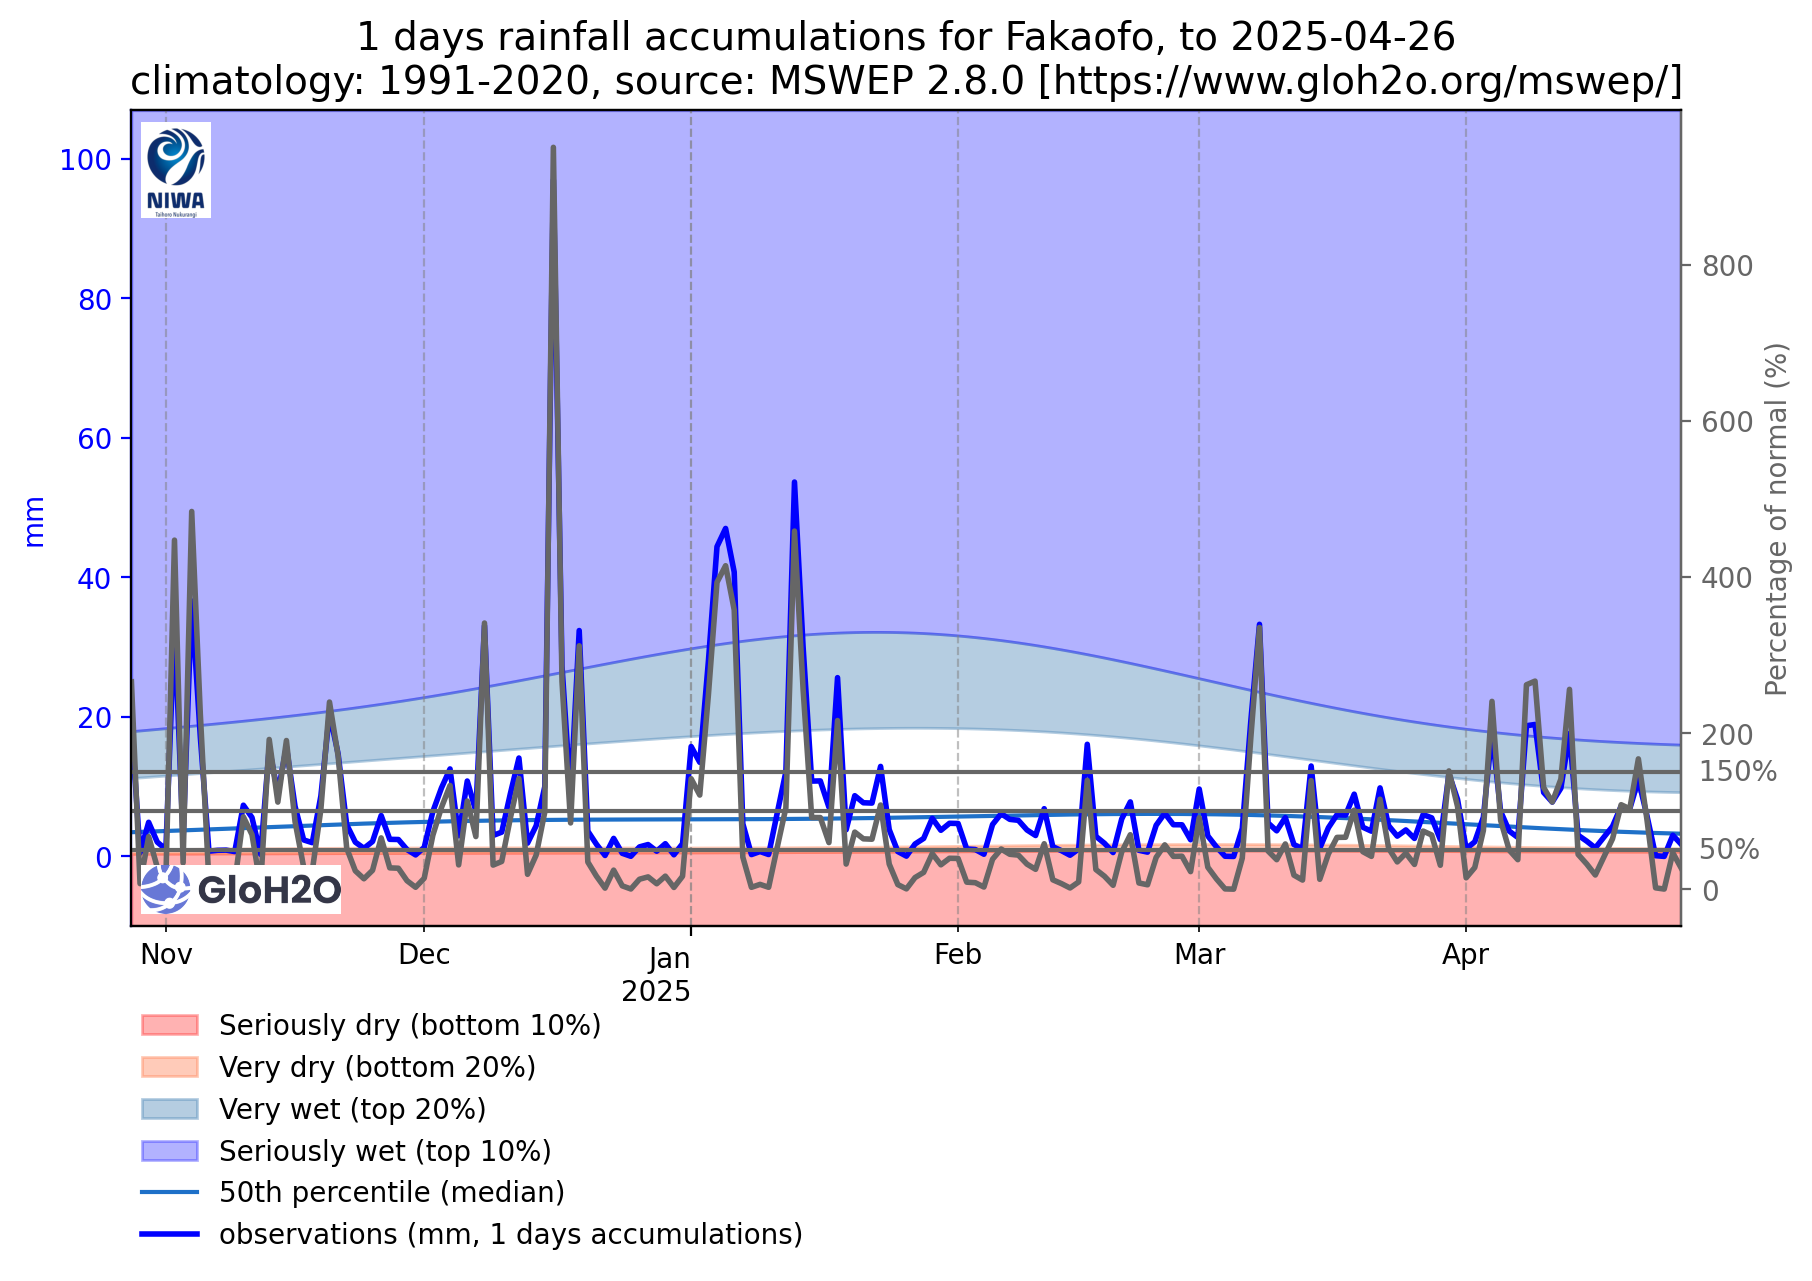 1 days rainfall accumulations for Fakaofo, to 2025-04-26
climatology: 1991-2020, source: MSWEP 2.8.0 [https://www.gloh2o.org/mswep/]
NIWA
Taihoro Nukurangi
100
80
60
40
20
0
mm
800
600
400
200
150%
50%
0
Percentage of normal (%)
GloH2O
Nov
Dec
Jan
2025
Feb
Mar
Apr
Seriously dry (bottom 10%)
Very dry (bottom 20%)
Very wet (top 20%)
Seriously wet (top 10%)
50th percentile (median)
observations (mm, 1 days accumulations)